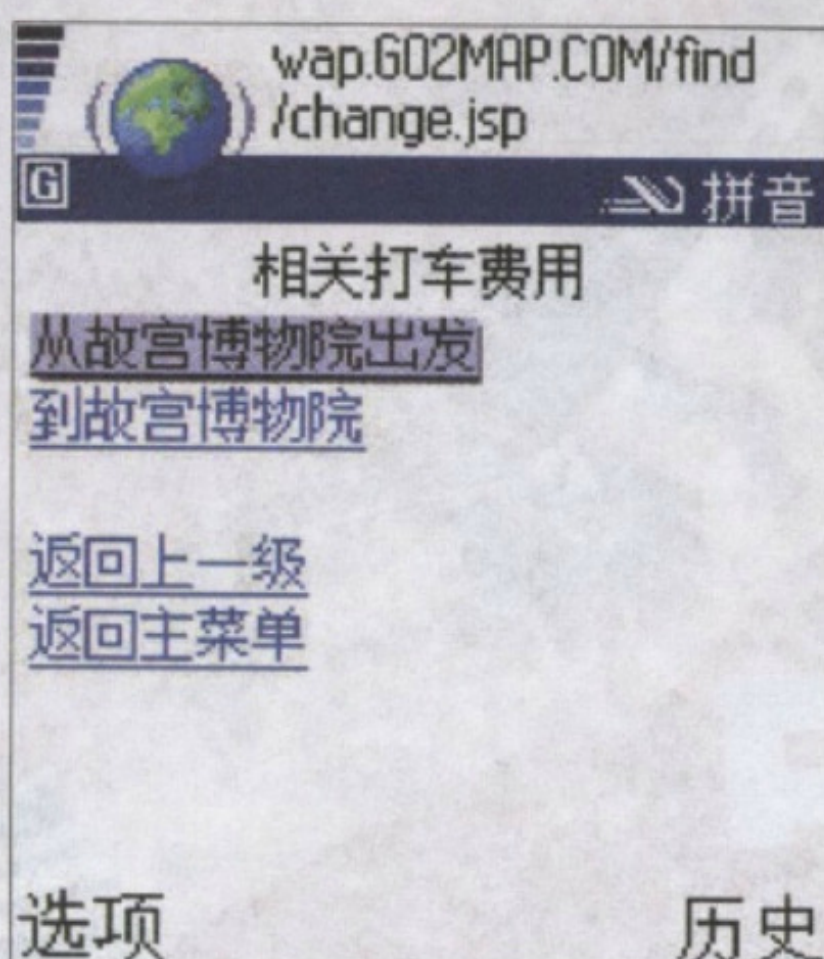 wap.GO2MAP.COM/find
/change.jsp
G
拼音
相关打车费用
从故宫博物院出发
到故宫博物院
返回上一级
返回主菜单
选项
历史